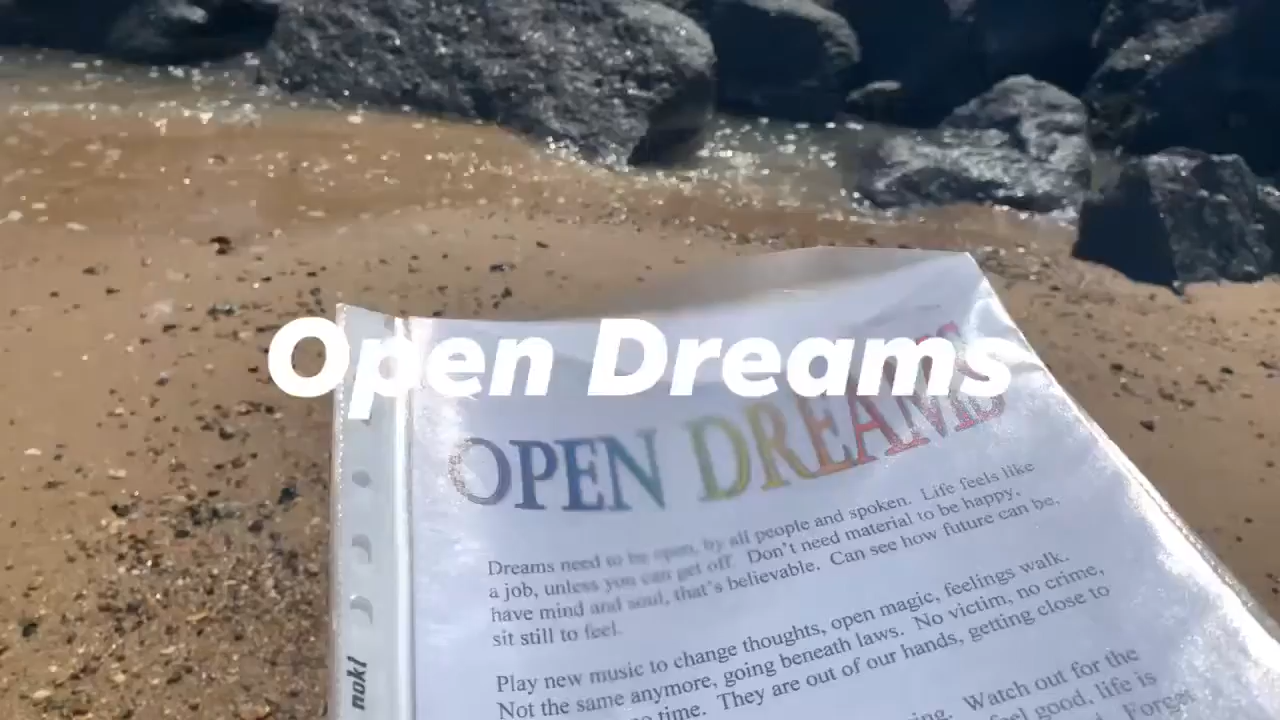 Open Dreams
OPEN DREAMS
Dreams need to be open, by all people and spoken. Life feels like
a job, unless you can get off. Don't need material to be happy,
have mind and soul, that's believable. Can see how future can be,
sit still to feel.
Play new music to change thoughts, open magic, feelings walk.
Not the same anymore, going beneath laws. No victim, no crime,
no time. They are out of our hands, getting close to
Watch out for the
feel good, life is
Forget
noki